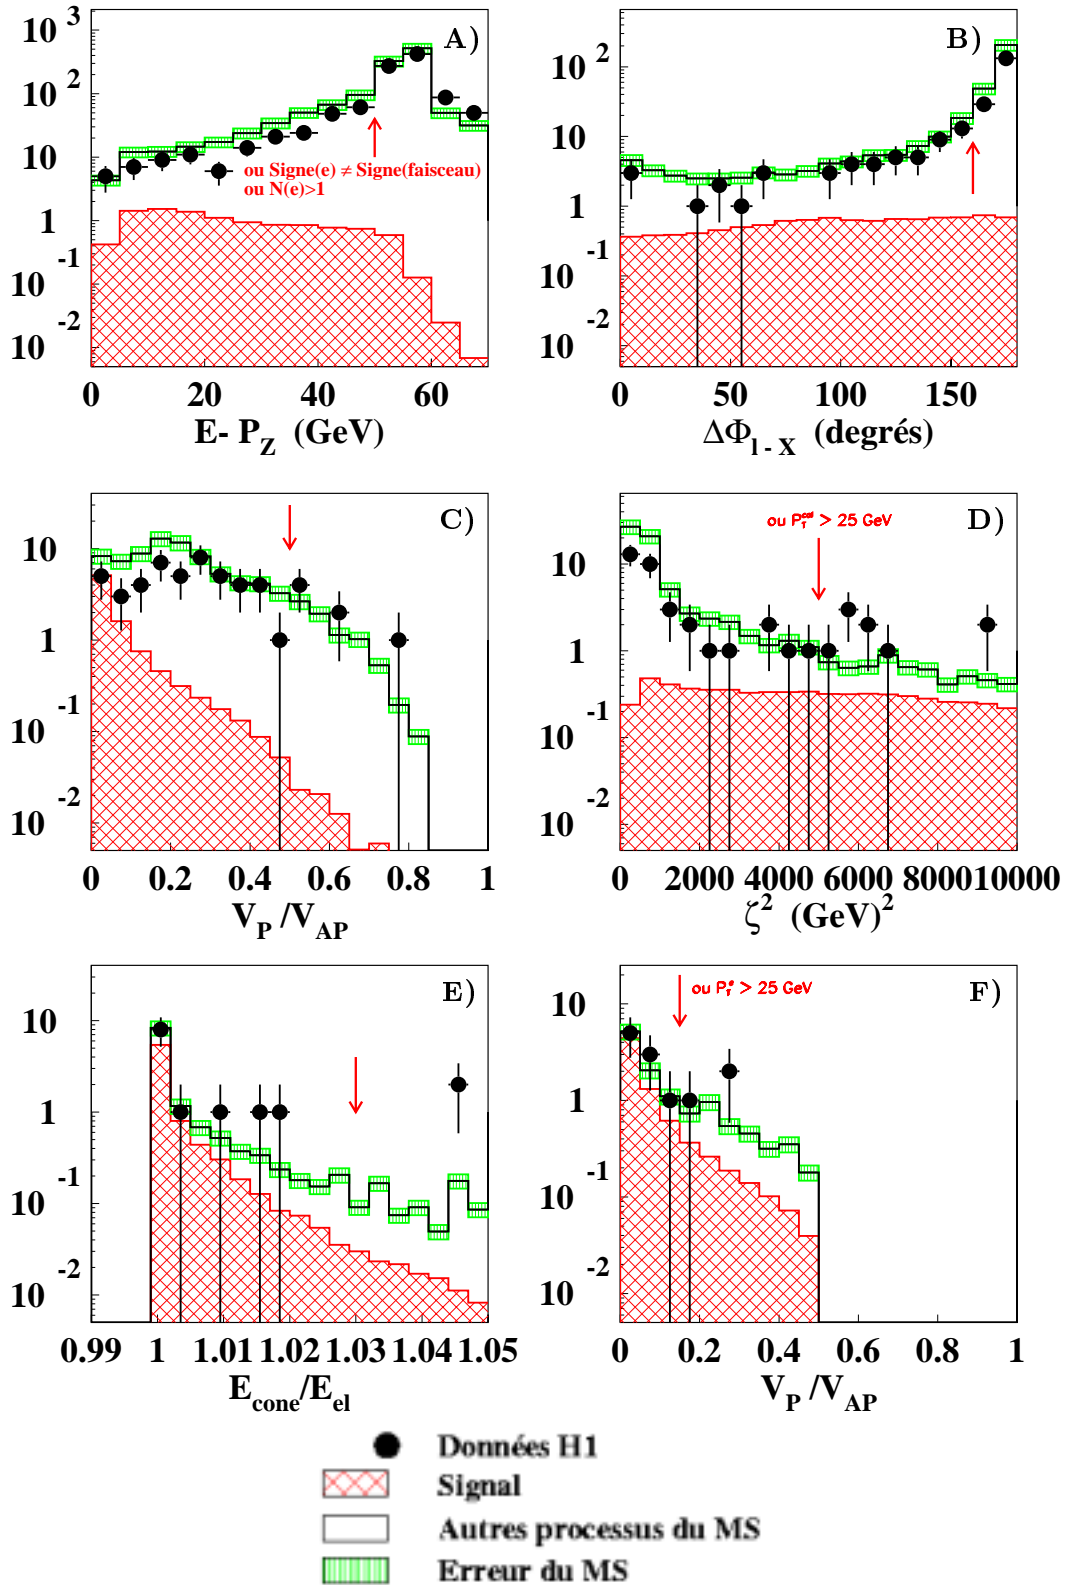 A)
10 3
10 2
10
1
10 -1
10 -2
ou Signe(e) ≠ Signe(faisceau)
ou N(e)>1
0 20 40 60
E- P_Z (GeV)
B)
10 2
10
1
10 -1
10 -2
0 50 100 150
ΔΦ_l - X (degrés)
C)
10
1
10 -1
10 -2
0 0.2 0.4 0.6 0.8 1
V_P /V_AP
D)
ou P_T^cal > 25 GeV
10
1
10 -1
10 -2
0 2000 4000 6000 8000 10000
ζ^2 (GeV)^2
E)
10
1
10 -1
10 -2
0.99 1 1.01 1.02 1.03 1.04 1.05
E_cone/E_el
F)
ou P_T^e > 25 GeV
10
1
10 -1
10 -2
0 0.2 0.4 0.6 0.8 1
V_P /V_AP
Données H1
Signal
Autres processus du MS
Erreur du MS